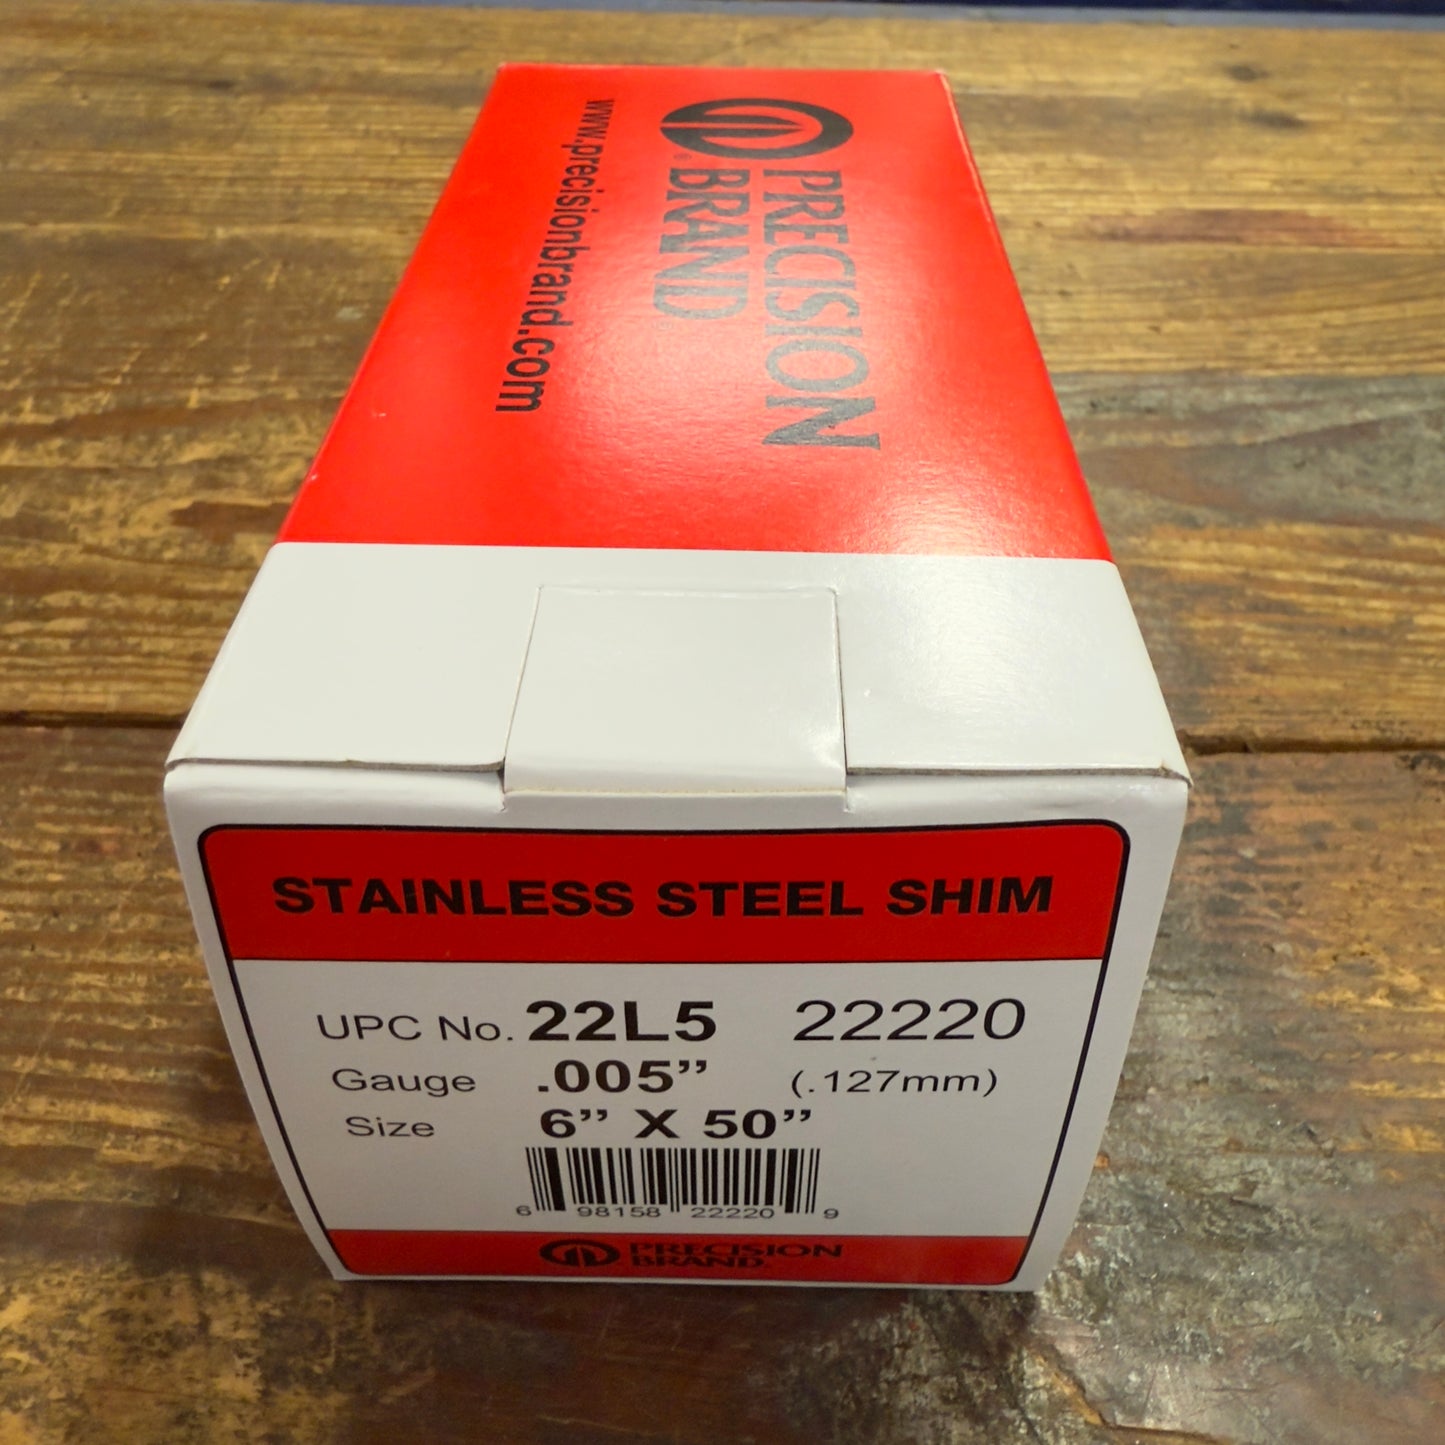 PRECISION
BRAND®
®
www.precisionbrand.com
STAINLESS STEEL SHIM
UPC No. 22L5 22220
Gauge .005” (.127mm)
Size 6” X 50”
6 98158 22220 9
PRECISION
BRAND®